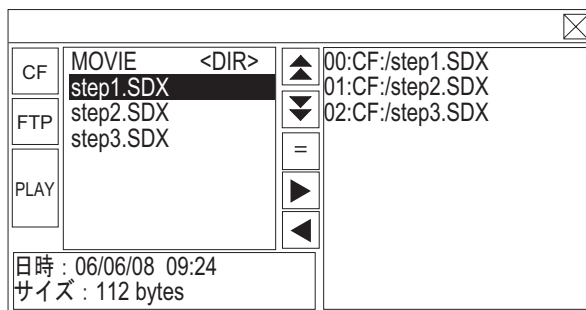 CF
FTP
PLAY
MOVIE <DIR>
step1.SDX
step2.SDX
step3.SDX
=
00:CF:/step1.SDX
01:CF:/step2.SDX
02:CF:/step3.SDX
日時：06/06/08 09:24
サイズ：112 bytes